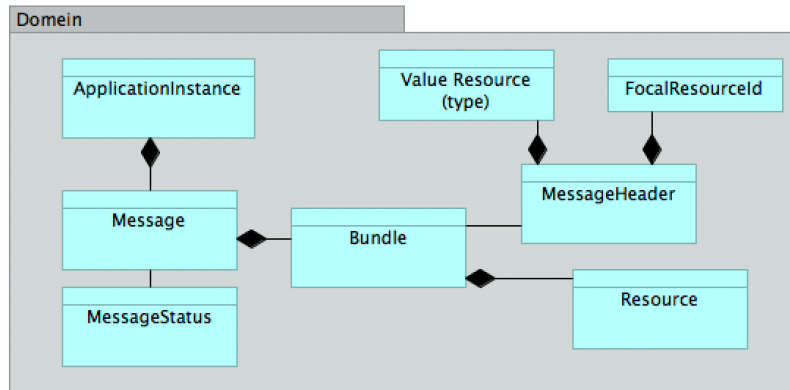 Domein
ApplicationInstance
Value Resource
(type)
FocalResourceId
Message
MessageHeader
Bundle
MessageStatus
Resource